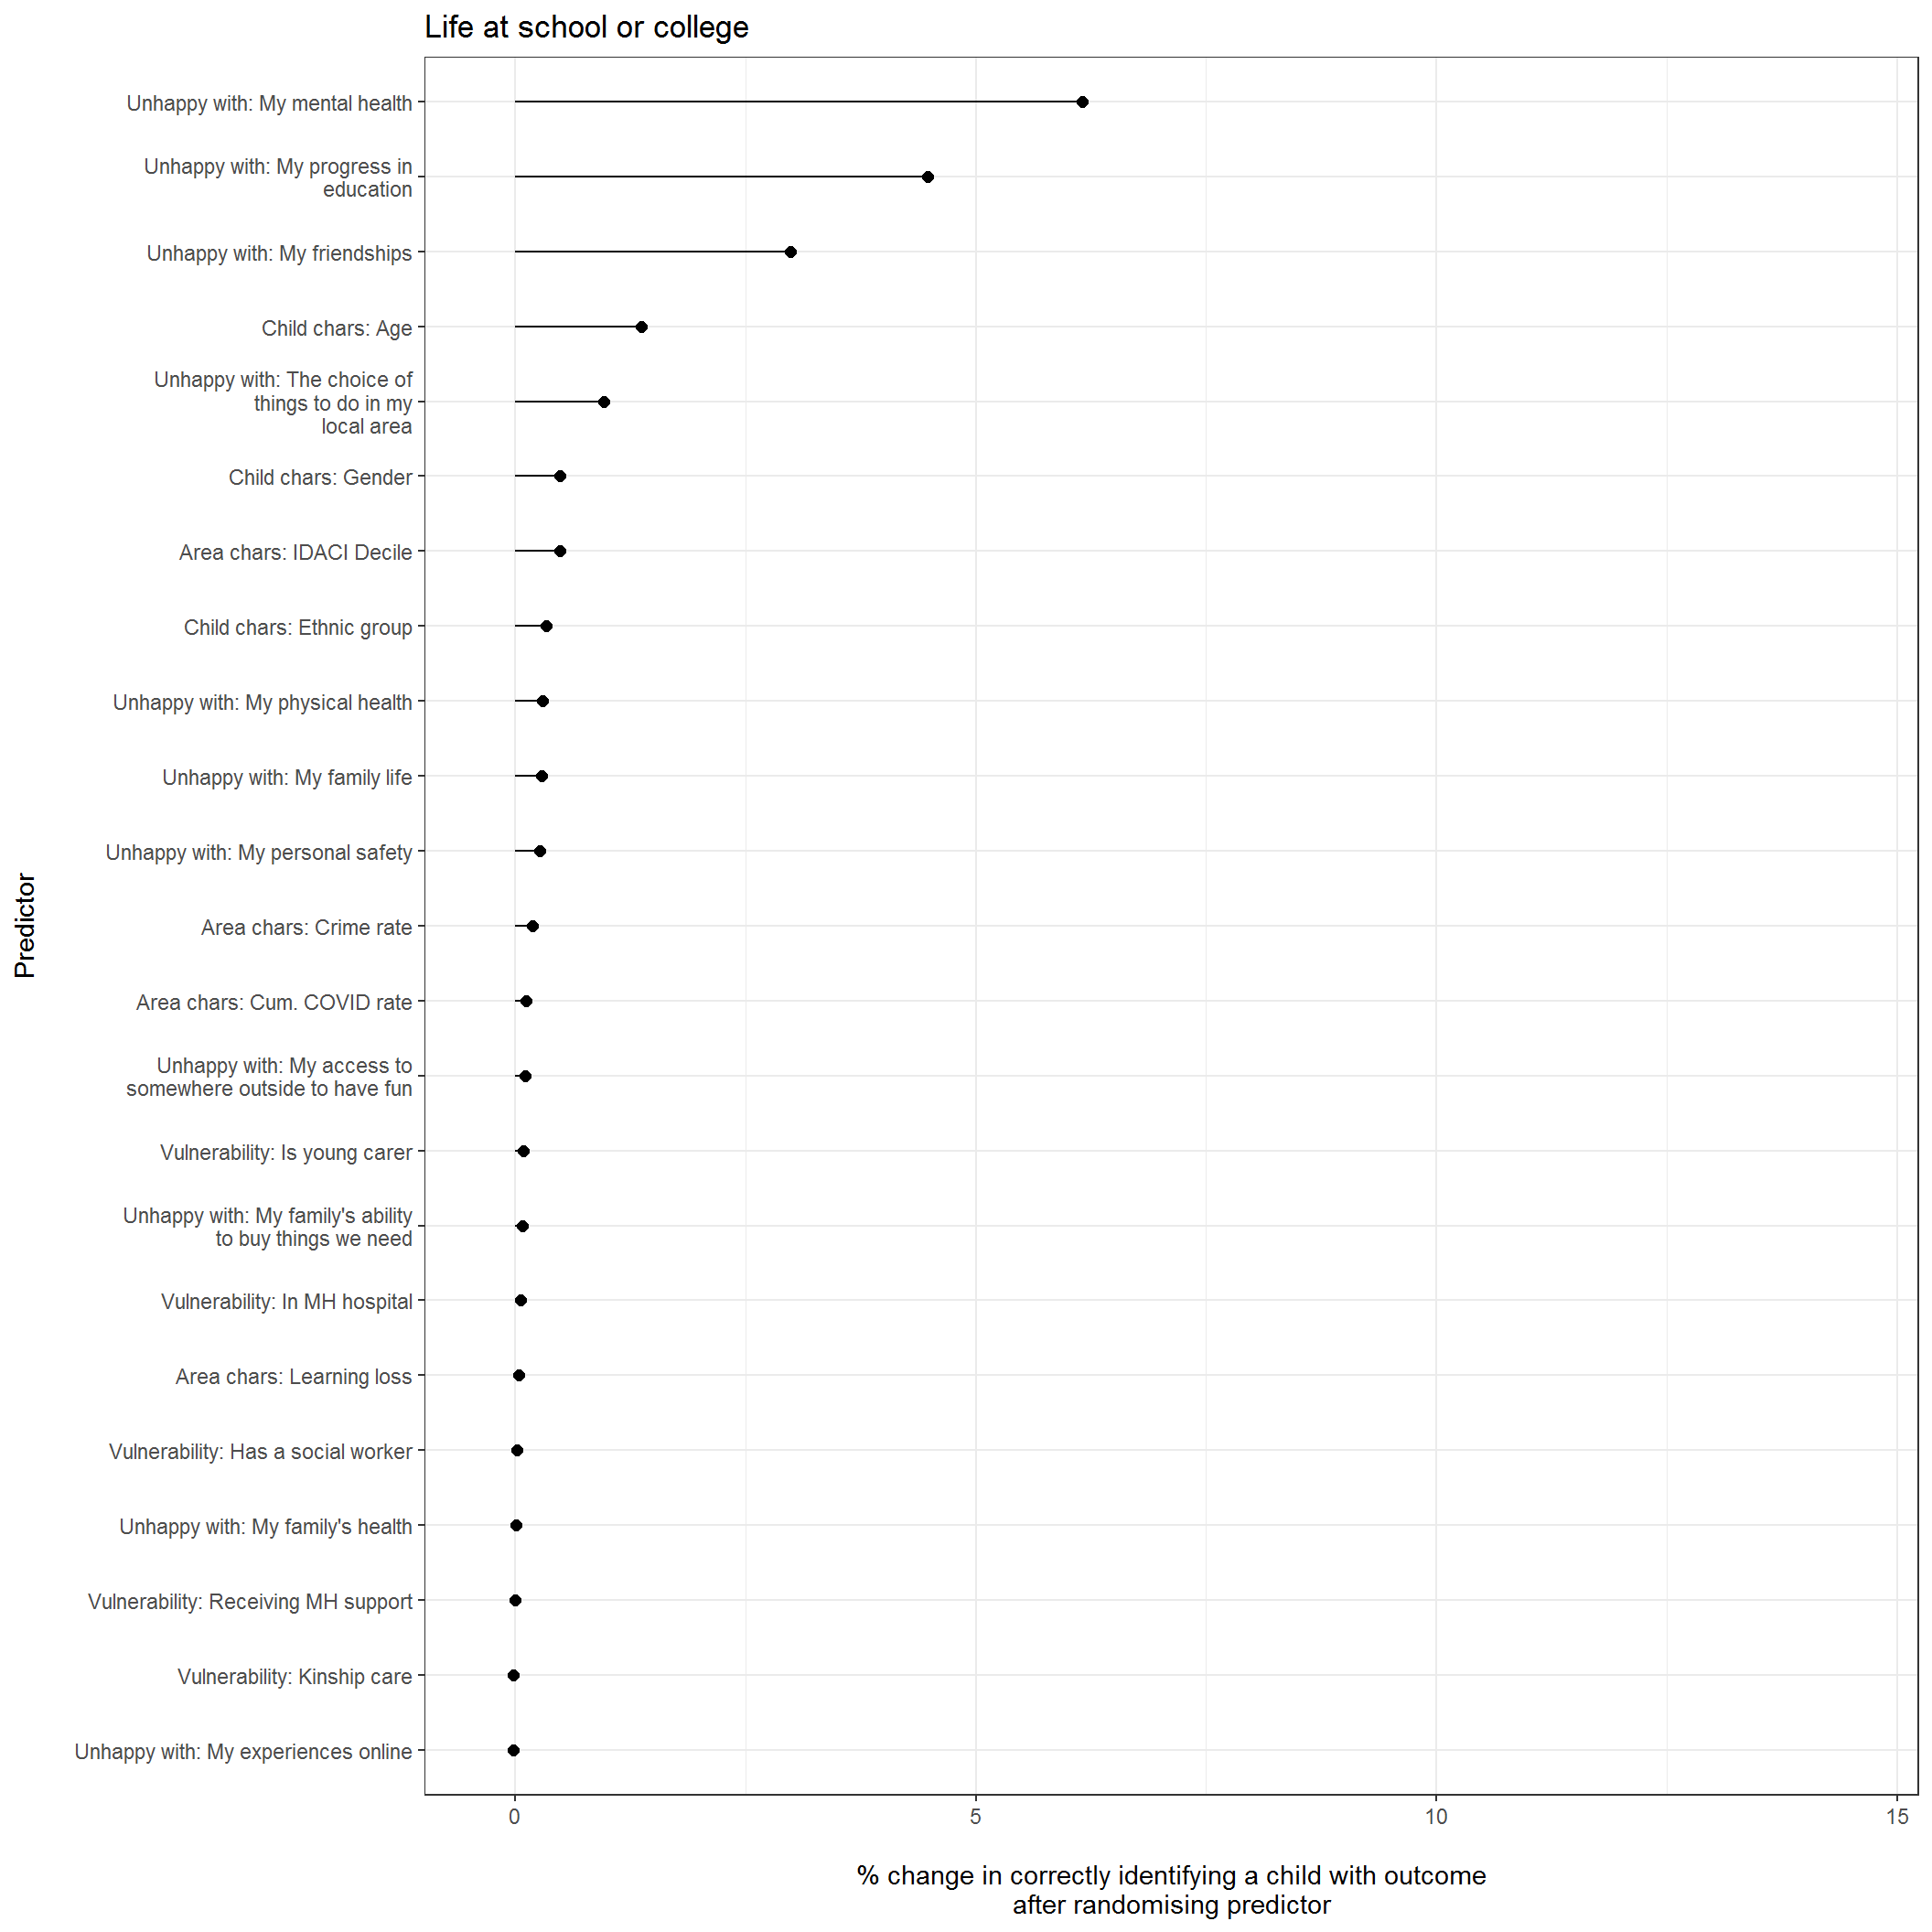 Life at school or college
Unhappy with: My mental health
Unhappy with: My progress in
education
Unhappy with: My friendships
Child chars: Age
Unhappy with: The choice of
things to do in my
local area
Child chars: Gender
Area chars: IDACI Decile
Child chars: Ethnic group
Unhappy with: My physical health
Unhappy with: My family life
Unhappy with: My personal safety
Area chars: Crime rate
Area chars: Cum. COVID rate
Unhappy with: My access to
somewhere outside to have fun
Vulnerability: Is young carer
Unhappy with: My family's ability
to buy things we need
Vulnerability: In MH hospital
Area chars: Learning loss
Vulnerability: Has a social worker
Unhappy with: My family's health
Vulnerability: Receiving MH support
Vulnerability: Kinship care
Unhappy with: My experiences online
Predictor
0 5 10 15
% change in correctly identifying a child with outcome
after randomising predictor